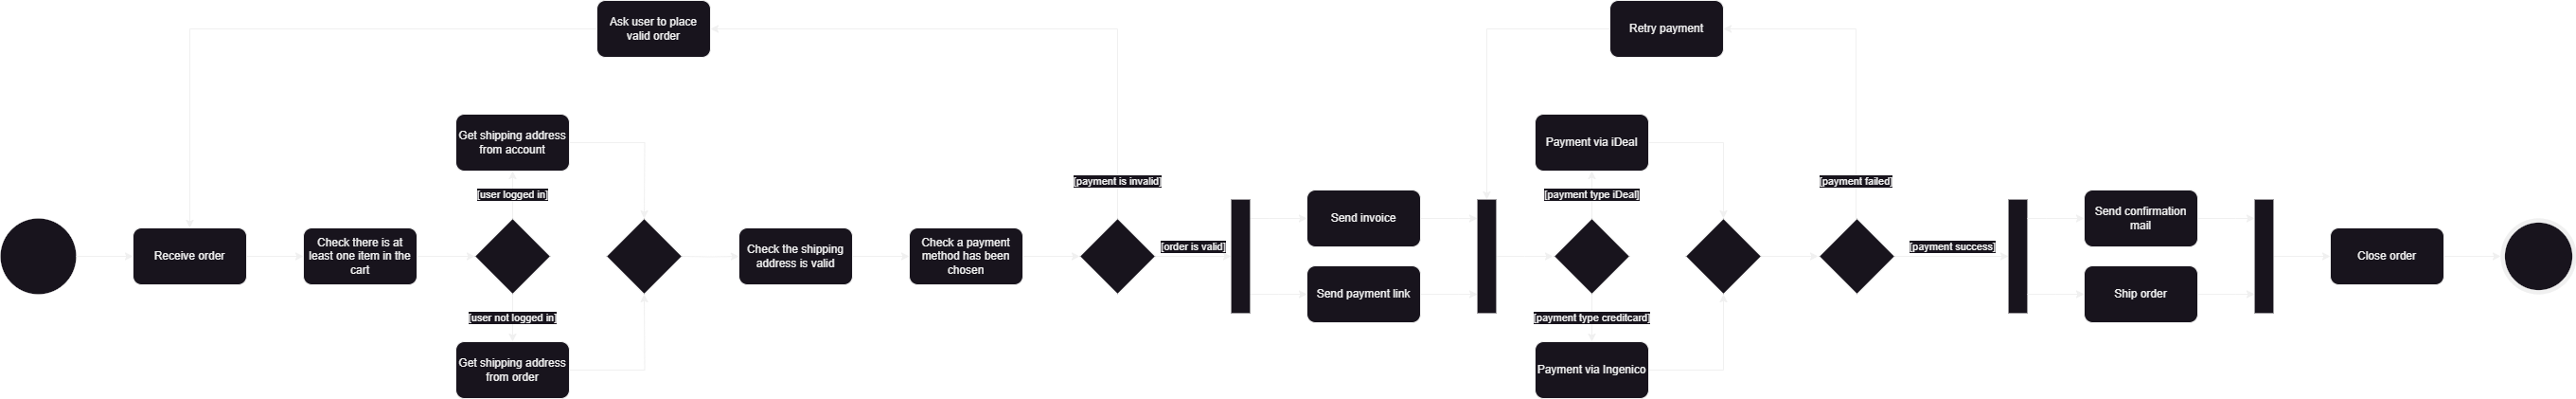 Ask user to place
valid order
Retry payment
Get shipping address
from account
Payment via iDeal
[payment is invalid]
[payment failed]
[user logged in]
[payment type iDeal]
Send invoice
Send confirmation
mail
Receive order
Check there is at
least one item in the
cart
Check the shipping
address is valid
Check a payment
method has been
chosen
[order is valid]
[payment success]
Close order
Send payment link
Ship order
[user not logged in]
[payment type creditcard]
Get shipping address
from order
Payment via Ingenico